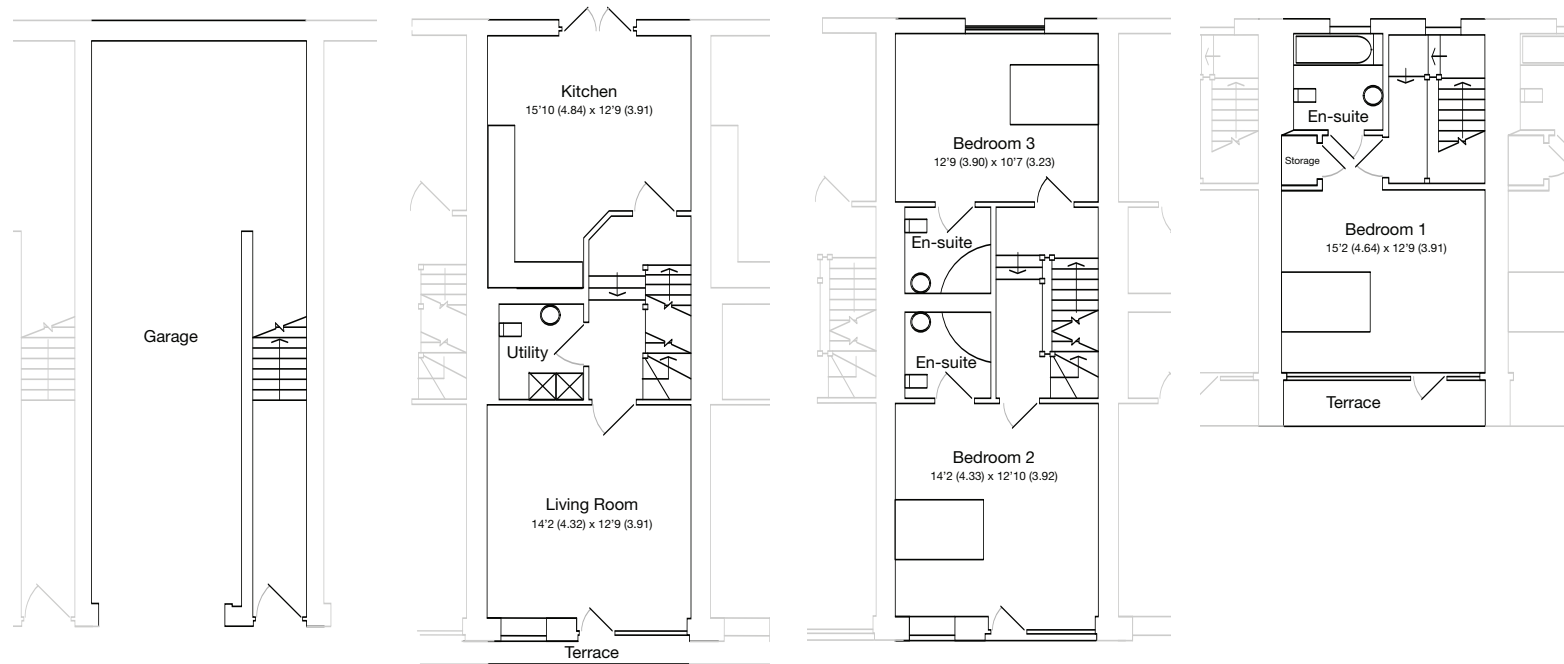 Garage
Kitchen
15'10 (4.84) x 12'9 (3.91)
Utility
Living Room
14'2 (4.32) x 12'9 (3.91)
Terrace
Bedroom 3
12'9 (3.90) x 10'7 (3.23)
En-suite
En-suite
Bedroom 2
14'2 (4.33) x 12'10 (3.92)
En-suite
Storage
Bedroom 1
15'2 (4.64) x 12'9 (3.91)
Terrace